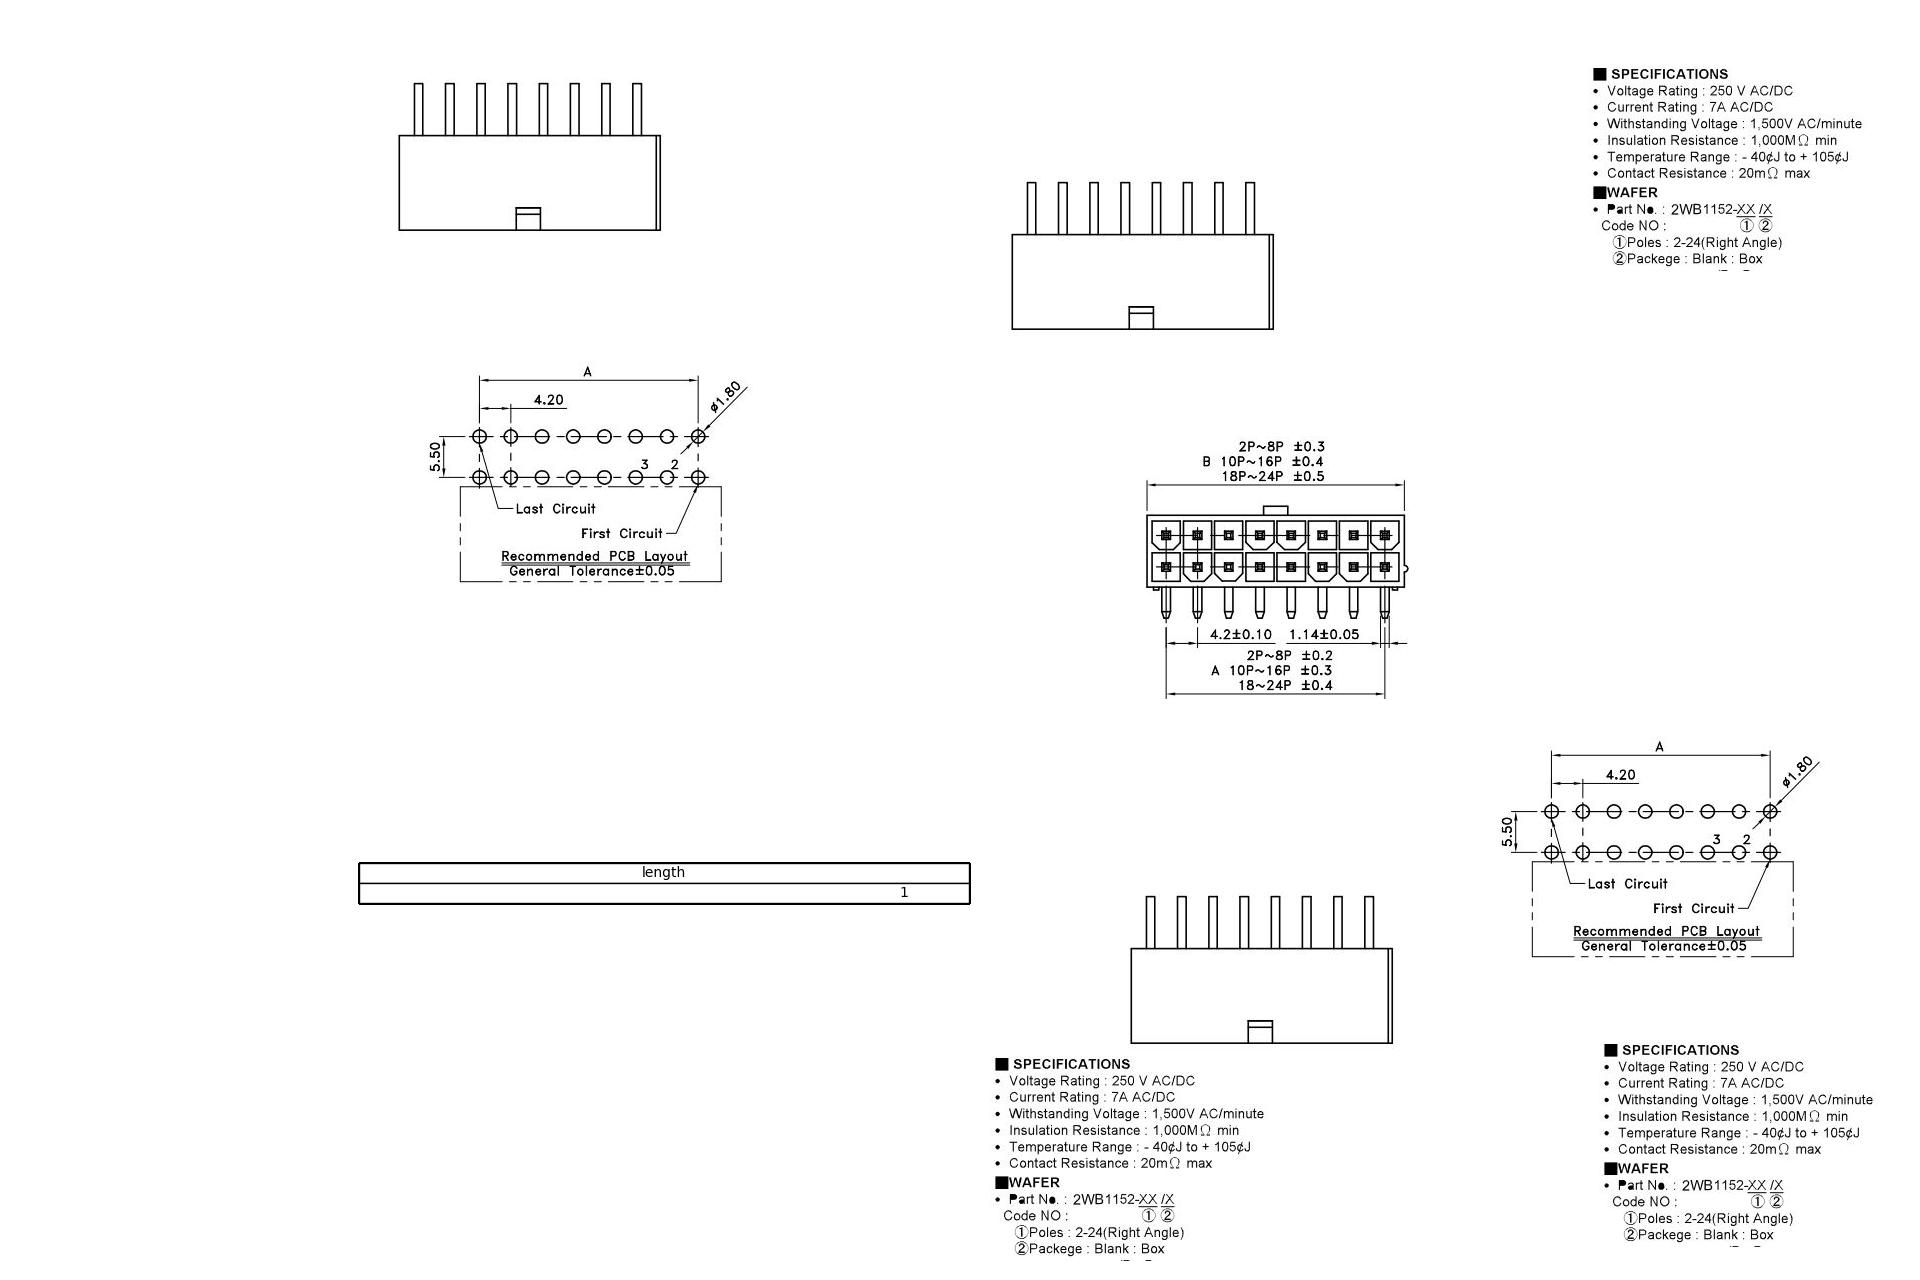 ■ SPECIFICATIONS
• Voltage Rating : 250 V AC/DC
• Current Rating : 7A AC/DC
• Withstanding Voltage : 1,500V AC/minute
• Insulation Resistance : 1,000MΩ min
• Temperature Range : - 40¢J to + 105¢J
• Contact Resistance : 20mΩ max
■WAFER
• Part No. : 2WB1152-XX /X
Code NO : ① ②
①Poles : 2-24(Right Angle)
②Packege : Blank : Box
A
4.20
ø1.80
5.50
3 2
Last Circuit
First Circuit
Recommended PCB Layout
General Tolerance±0.05
2P~8P ±0.3
B 10P~16P ±0.4
18P~24P ±0.5
4.2±0.10 1.14±0.05
2P~8P ±0.2
A 10P~16P ±0.3
18~24P ±0.4
A
4.20
ø1.80
5.50
3 2
Last Circuit
First Circuit
Recommended PCB Layout
General Tolerance±0.05
length
1
■ SPECIFICATIONS
• Voltage Rating : 250 V AC/DC
• Current Rating : 7A AC/DC
• Withstanding Voltage : 1,500V AC/minute
• Insulation Resistance : 1,000MΩ min
• Temperature Range : - 40¢J to + 105¢J
• Contact Resistance : 20mΩ max
■WAFER
• Part No. : 2WB1152-XX /X
Code NO : ① ②
①Poles : 2-24(Right Angle)
②Packege : Blank : Box
■ SPECIFICATIONS
• Voltage Rating : 250 V AC/DC
• Current Rating : 7A AC/DC
• Withstanding Voltage : 1,500V AC/minute
• Insulation Resistance : 1,000MΩ min
• Temperature Range : - 40¢J to + 105¢J
• Contact Resistance : 20mΩ max
■WAFER
• Part No. : 2WB1152-XX /X
Code NO : ① ②
①Poles : 2-24(Right Angle)
②Packege : Blank : Box